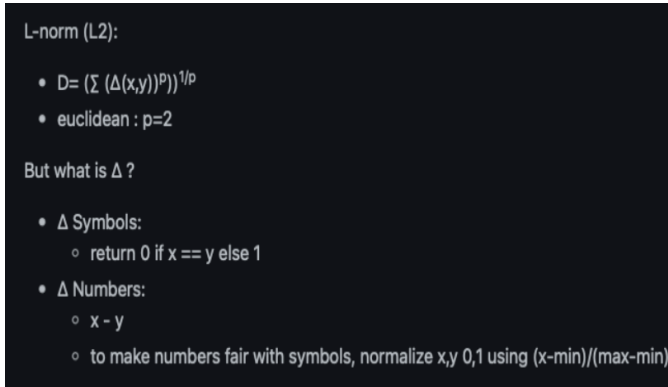 L-norm (L2):
• D= (∑ (Δ(x,y))ᵖ))¹/ᵖ
• euclidean : p=2
But what is Δ ?
• Δ Symbols:
◦ return 0 if x == y else 1
• Δ Numbers:
◦ x - y
◦ to make numbers fair with symbols, normalize x,y 0,1 using (x-min)/(max-min)